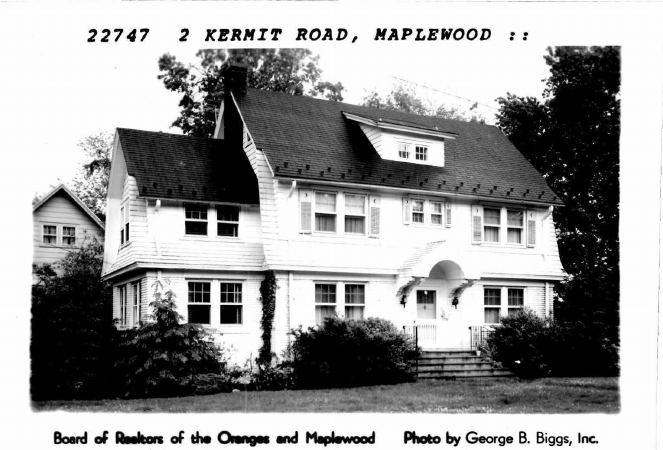 22747 2 KERMIT ROAD, MAPLEWOOD ::
Board of Realtors of the Oranges and Maplewood Photo by George B. Biggs, Inc.